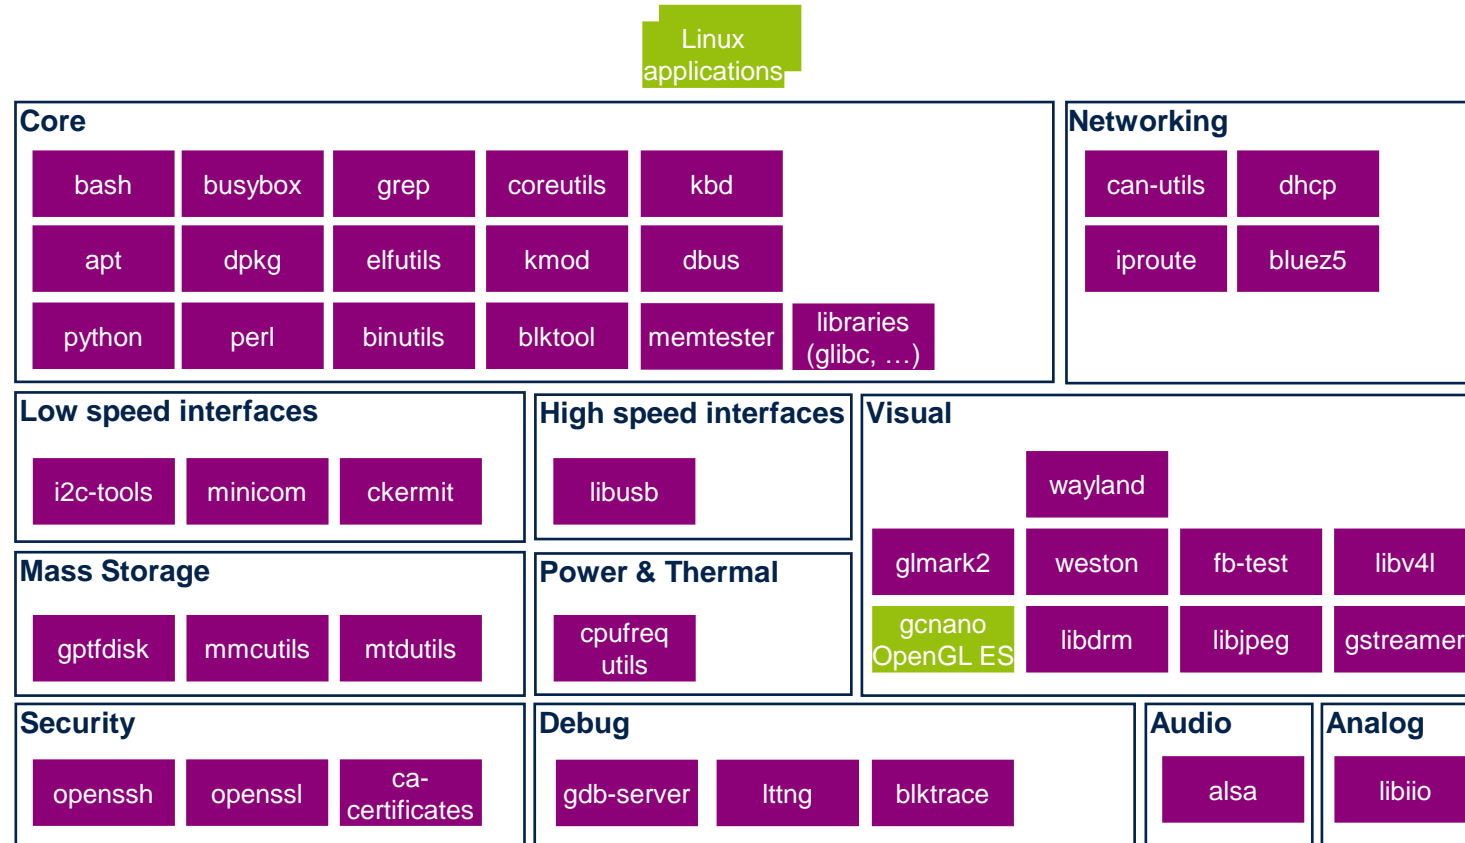 Linux
applications
Core
bash
busybox
grep
coreutils
kbd
apt
dpkg
elfutils
kmod
dbus
python
perl
binutils
blktool
memtester
libraries
(glibc, …)
Networking
can-utils
dhcp
iproute
bluez5
Low speed interfaces
i2c-tools
minicom
ckermit
High speed interfaces
libusb
Visual
wayland
glmark2
weston
fb-test
libv4l
gcnano
OpenGL ES
libdrm
libjpeg
gstreamer
Mass Storage
gptfdisk
mmcutils
mtdutils
Power & Thermal
cpufreq
utils
Security
openssh
openssl
ca-
certificates
Debug
gdb-server
lttng
blktrace
Audio
alsa
Analog
libiio